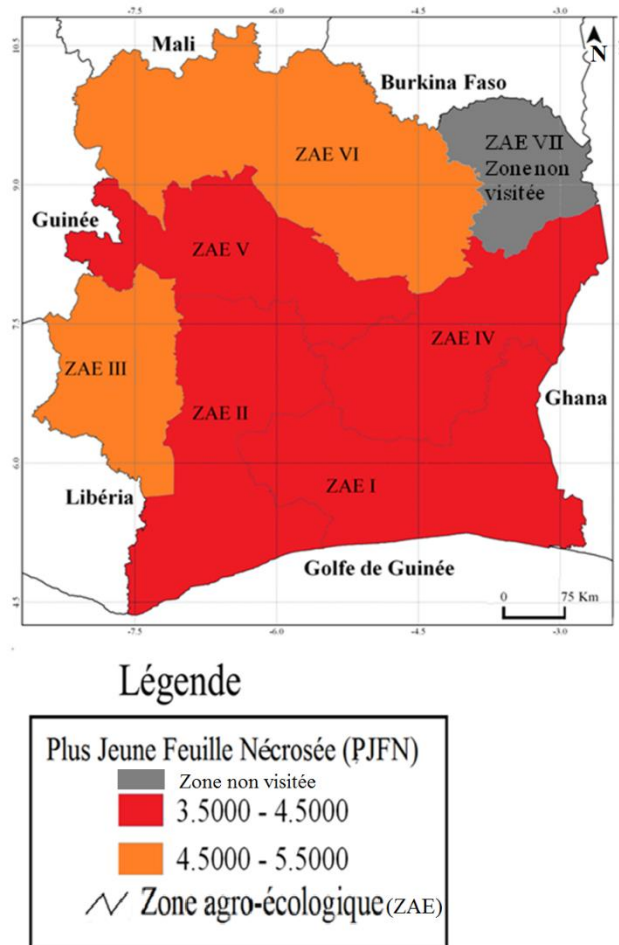 -7.5 -6.0 -4.5 -3.0
10.5
Mali
N
Burkina Faso
ZAE VII
Zone non
visitée
ZAE VI
9.0
Guinée
ZAE V
7.5
ZAE IV
ZAE III
Ghana
ZAE II
6.0
ZAE I
Libéria
Golfe de Guinée
0 75 Km
4.5
-7.5 -6.0 -4.5 -3.0
Légende
Plus Jeune Feuille Nécrosée (PJFN)
Zone non visitée
3.5000 - 4.5000
4.5000 - 5.5000
Zone agro-écologique (ZAE)